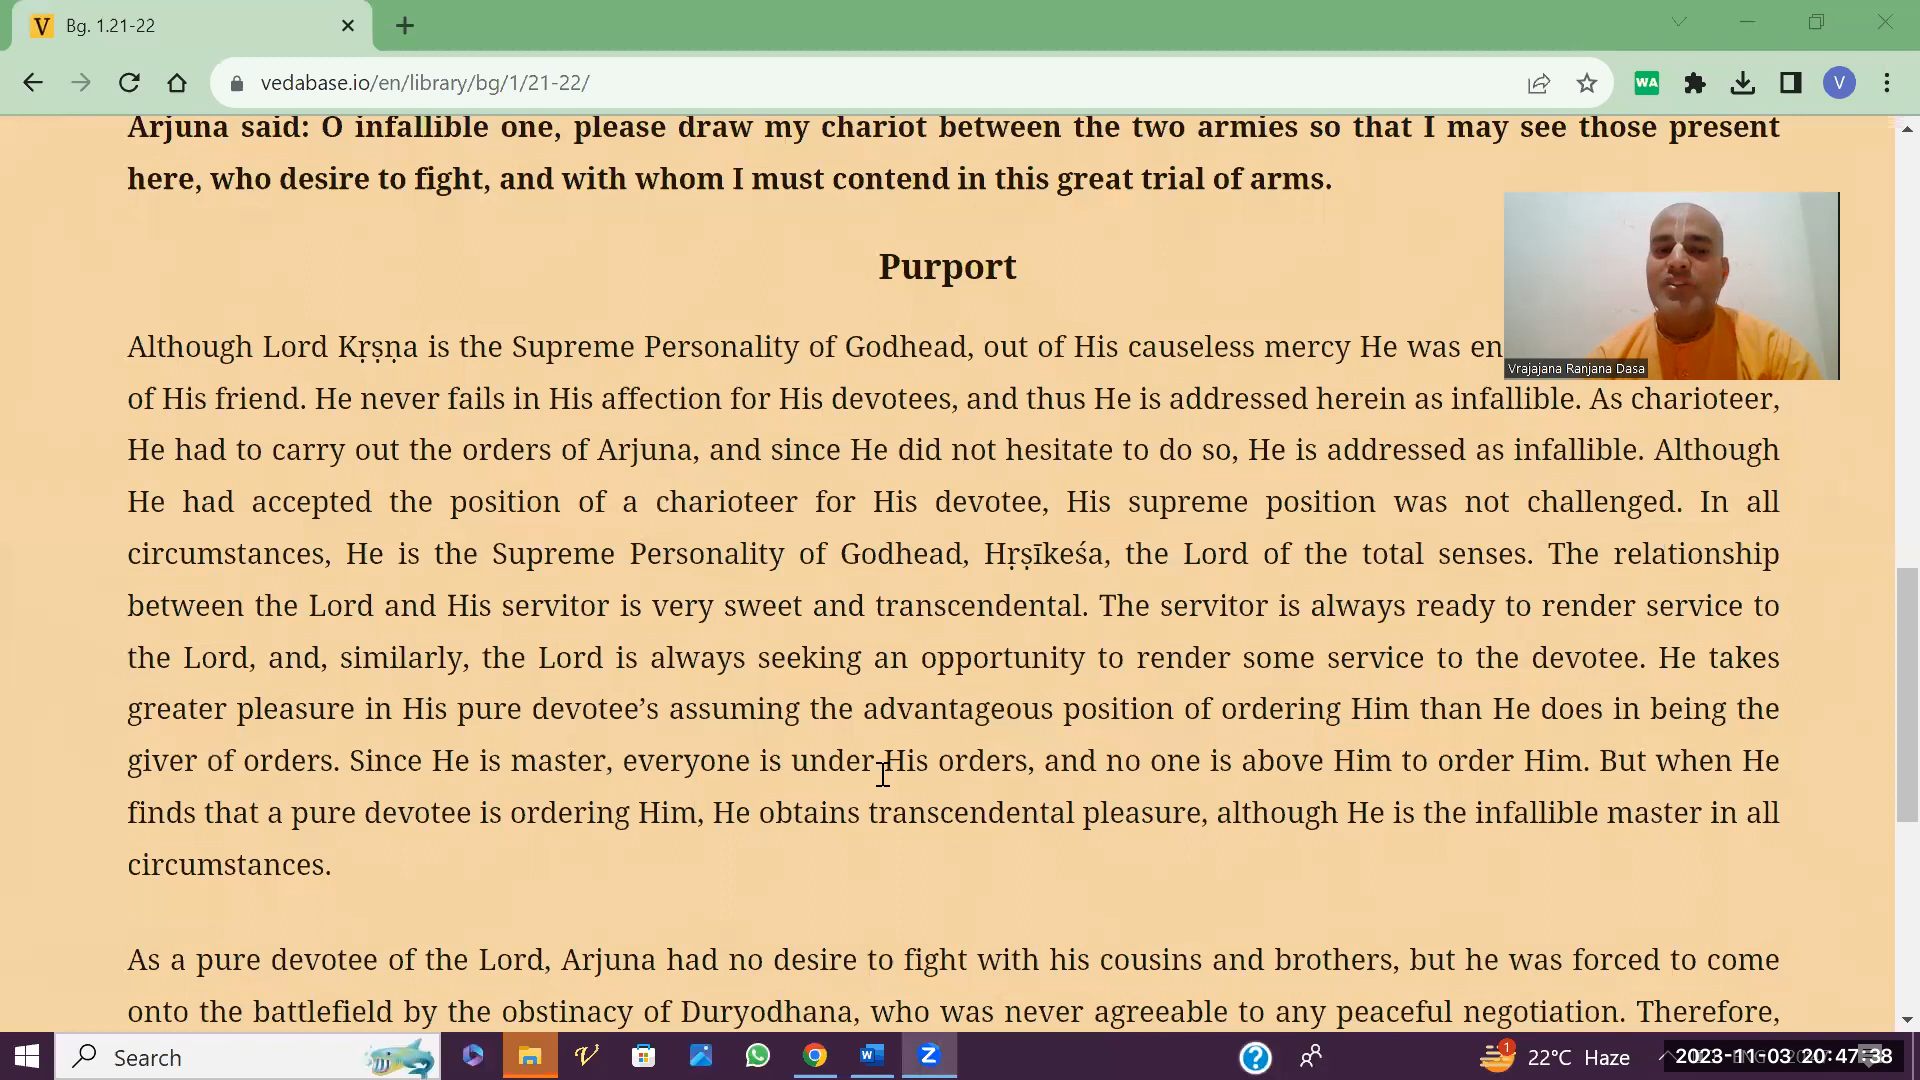 Bg. 1.21-22
vedabase.io/en/library/bg/1/21-22/
WA
V
Arjuna said: O infallible one, please draw my chariot between the two armies so that I may see those present
here, who desire to fight, and with whom I must contend in this great trial of arms.
Purport
Although Lord Kṛṣṇa is the Supreme Personality of Godhead, out of His causeless mercy He was en
Vrajajana Ranjana Dasa
of His friend. He never fails in His affection for His devotees, and thus He is addressed herein as infallible. As charioteer,
He had to carry out the orders of Arjuna, and since He did not hesitate to do so, He is addressed as infallible. Although
He had accepted the position of a charioteer for His devotee, His supreme position was not challenged. In all
circumstances, He is the Supreme Personality of Godhead, Hṛṣīkeśa, the Lord of the total senses. The relationship
between the Lord and His servitor is very sweet and transcendental. The servitor is always ready to render service to
the Lord, and, similarly, the Lord is always seeking an opportunity to render some service to the devotee. He takes
greater pleasure in His pure devotee’s assuming the advantageous position of ordering Him than He does in being the
giver of orders. Since He is master, everyone is under His orders, and no one is above Him to order Him. But when He
finds that a pure devotee is ordering Him, He obtains transcendental pleasure, although He is the infallible master in all
circumstances.
As a pure devotee of the Lord, Arjuna had no desire to fight with his cousins and brothers, but he was forced to come
onto the battlefield by the obstinacy of Duryodhana, who was never agreeable to any peaceful negotiation. Therefore,
Search
1
22°C Haze
2023-11-03 20:47:38